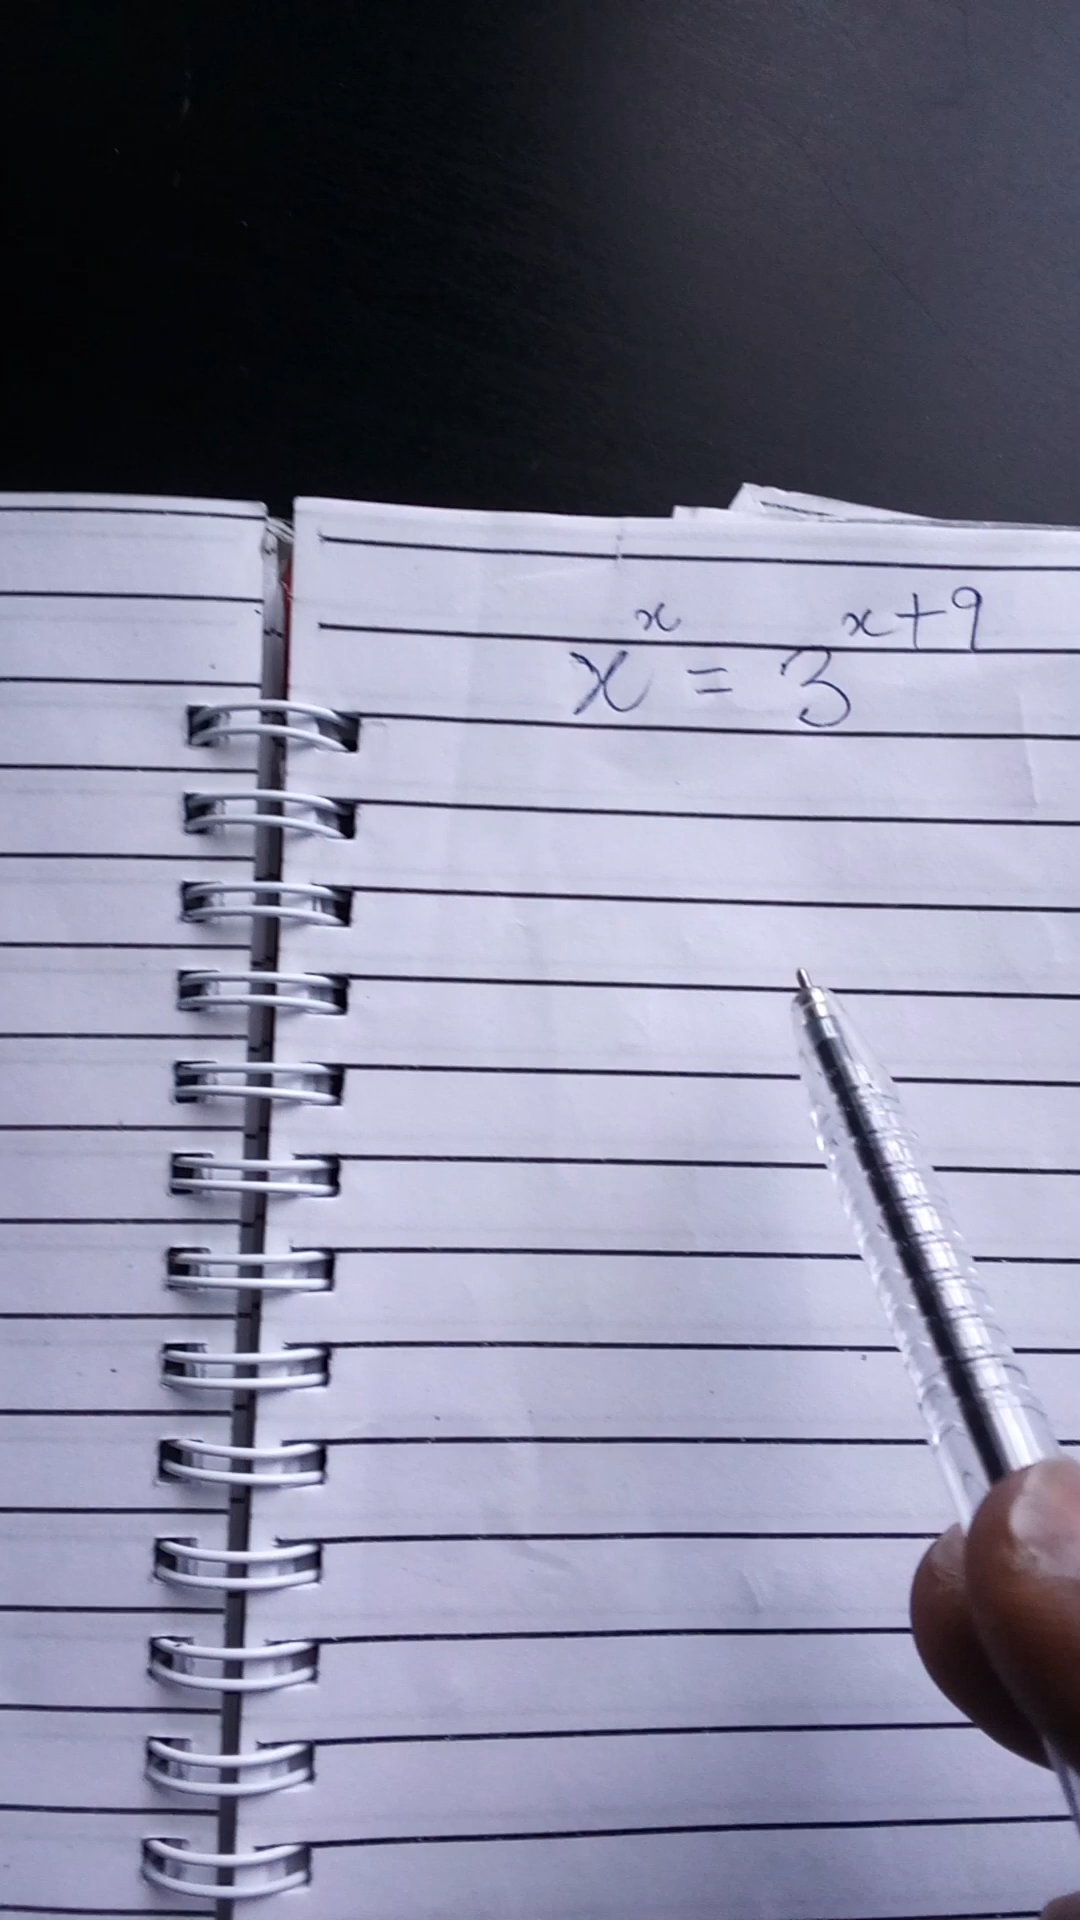 x^x = 3^{x+9}